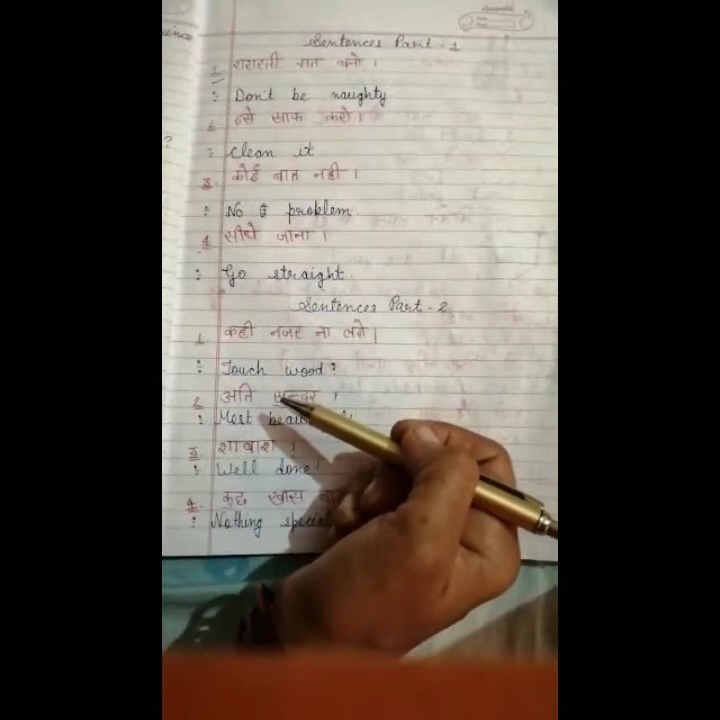 Sentences Part - 1
1 शरारती मत बनो ।
: Don't be naughty
2 इसे साफ करो ।
: Clean it
3. कोई बात नहीं ।
: No problem.
4 सीधे जाना ।
: Go straight.
Sentences Part - 2
1 कही नजर ना लगे ।
: Touch wood?
2 अति सुन्दर ।
: Most
3 शाबाश !
: Well done!
4. कुछ खास
: Nothing special